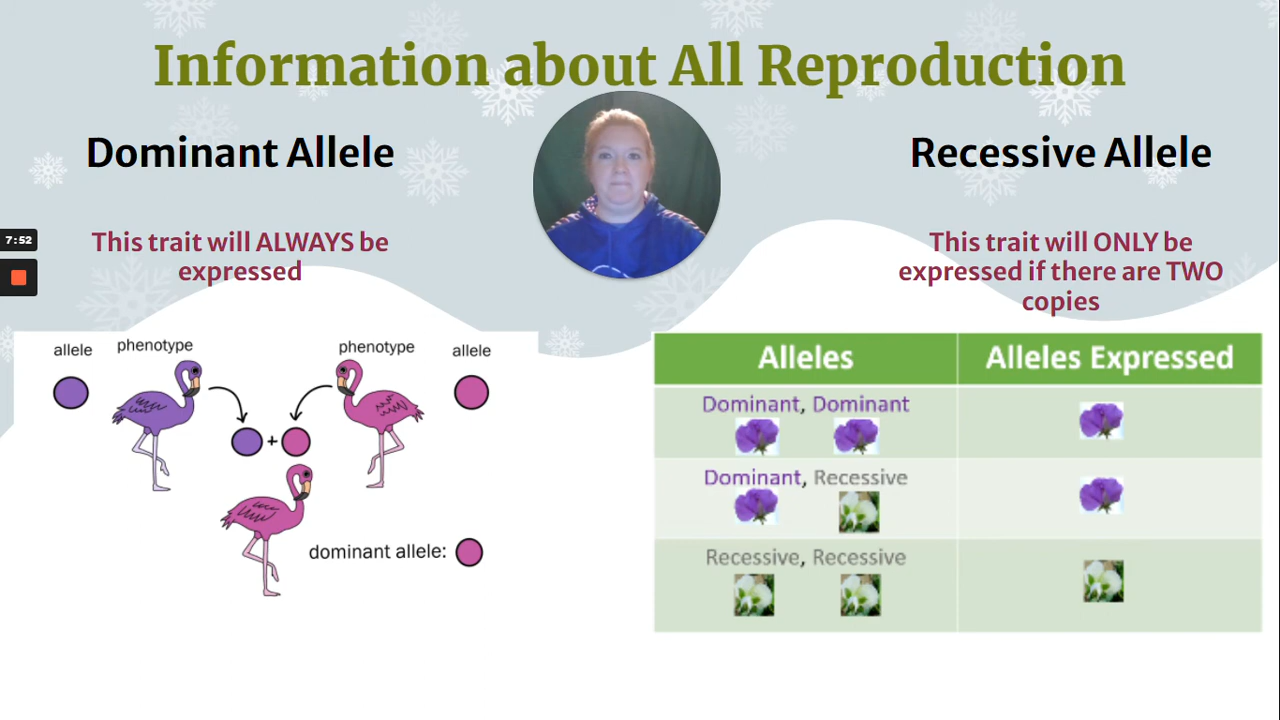 Information about All Reproduction
Dominant Allele
Recessive Allele
7:52
This trait will ALWAYS be
expressed
This trait will ONLY be
expressed if there are TWO
copies
allele
phenotype
phenotype
allele
+
dominant allele:
Alleles
Alleles Expressed
Dominant, Dominant
Dominant, Recessive
Recessive, Recessive